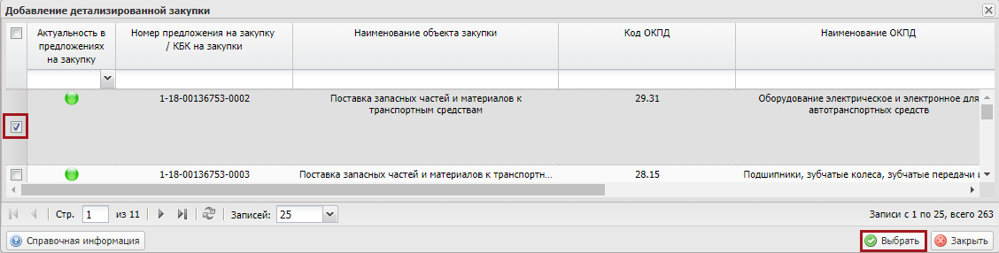 Добавление детализированной закупки
Актуальность в предложениях на закупку
Номер предложения на закупку / КБК на закупки
Наименование объекта закупки
Код ОКПД
Наименование ОКПД
1-18-00136753-0002
Поставка запасных частей и материалов к транспортным средствам
29.31
Оборудование электрическое и электронное для автотранспортных средств
1-18-00136753-0003
Поставка запасных частей и материалов к транспортн...
28.15
Подшипники, зубчатые колеса, зубчатые передачи и
Стр. 1 из 11
Записей: 25
Записи с 1 по 25, всего 263
Справочная информация
Выбрать
Закрыть